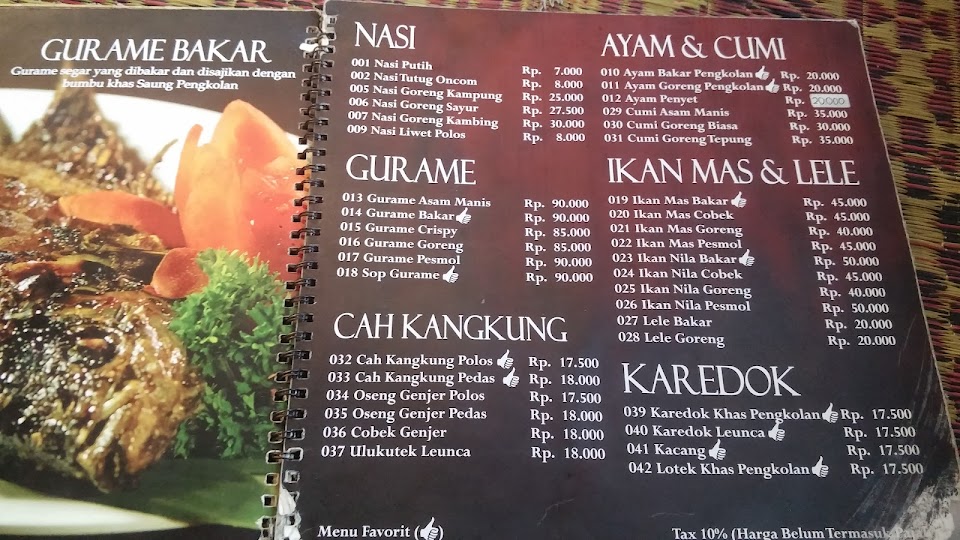 GURAME BAKAR
Gurame segar yang dibakar dan disajikan dengan
bumbu khas Saung Pengkolan
NASI
001 Nasi Putih Rp. 7.000
002 Nasi Tutug Oncom Rp. 8.000
005 Nasi Goreng Kampung Rp. 25.000
006 Nasi Goreng Sayur Rp. 27.500
007 Nasi Goreng Kambing Rp. 30.000
009 Nasi Liwet Polos Rp. 8.000
GURAME
013 Gurame Asam Manis Rp. 90.000
014 Gurame Bakar Rp. 90.000
015 Gurame Crispy Rp. 85.000
016 Gurame Goreng Rp. 85.000
017 Gurame Pesmol Rp. 90.000
018 Sop Gurame Rp. 90.000
CAH KANGKUNG
032 Cah Kangkung Polos Rp. 17.500
033 Cah Kangkung Pedas Rp. 18.000
034 Oseng Genjer Polos Rp. 17.500
035 Oseng Genjer Pedas Rp. 18.000
036 Cobek Genjer Rp. 18.000
037 Ulukutek Leunca Rp. 18.000
Menu Favorit ( )
AYAM & CUMI
010 Ayam Bakar Pengkolan Rp. 20.000
011 Ayam Goreng Pengkolan Rp. 20.000
012 Ayam Penyet Rp. 20.000
029 Cumi Asam Manis Rp. 35.000
030 Cumi Goreng Biasa Rp. 30.000
031 Cumi Goreng Tepung Rp. 35.000
IKAN MAS & LELE
019 Ikan Mas Bakar Rp. 45.000
020 Ikan Mas Cobek Rp. 45.000
021 Ikan Mas Goreng Rp. 40.000
022 Ikan Mas Pesmol Rp. 45.000
023 Ikan Nila Bakar Rp. 50.000
024 Ikan Nila Cobek Rp. 45.000
025 Ikan Nila Goreng Rp. 40.000
026 Ikan Nila Pesmol Rp. 50.000
027 Lele Bakar Rp. 20.000
028 Lele Goreng Rp. 20.000
KAREDOK
039 Karedok Khas Pengkolan Rp. 17.500
040 Karedok Leunca Rp. 17.500
041 Kacang Rp. 17.500
042 Lotek Khas Pengkolan Rp. 17.500
Tax 10% (Harga Belum Termasuk